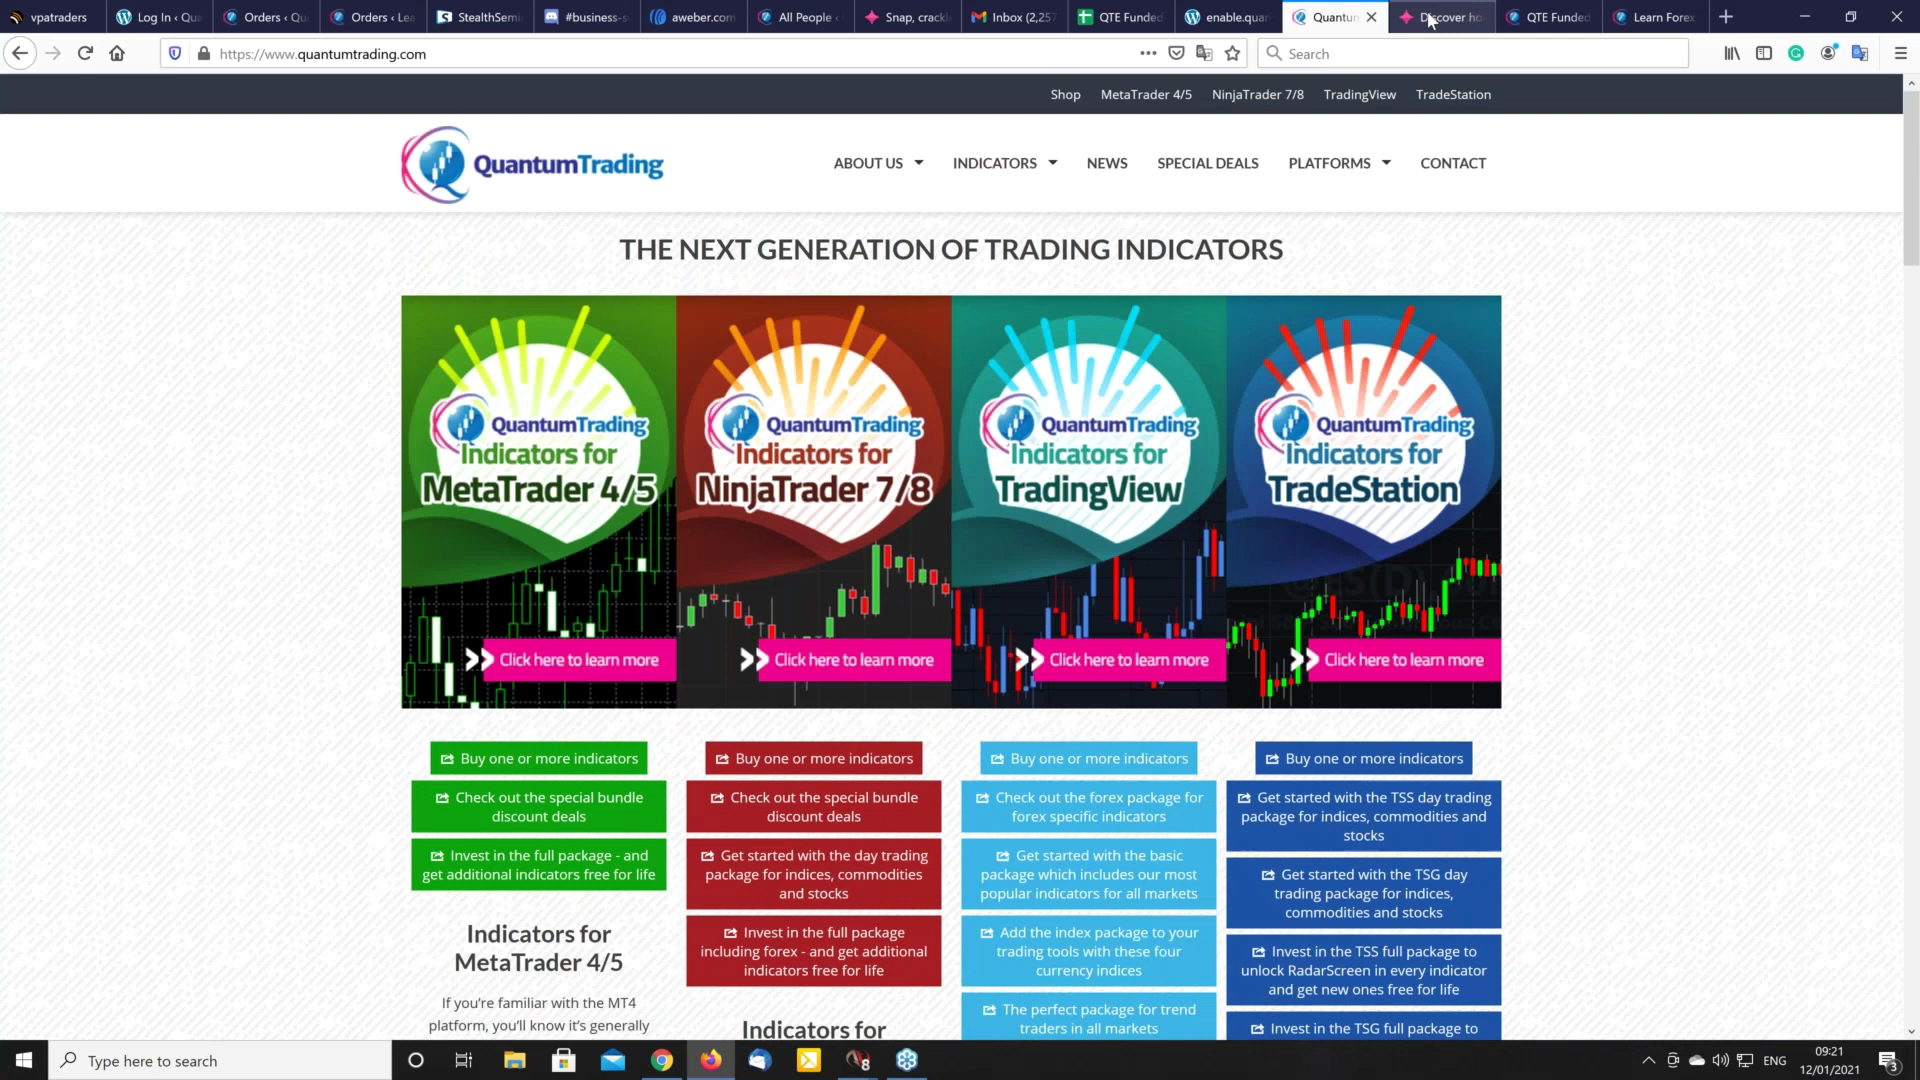 vpatraders
Log In ‹ Qua
Orders ‹ Qu
Orders ‹ Lea
StealthSemi
#business-s
aweber.com
All People ‹
Snap, crackl
Inbox (2,257
QTE Funded
enable.quan
Quantum
Discover ho
QTE Funded
Learn Forex
https://www.quantumtrading.com
Search
Shop
MetaTrader 4/5
NinjaTrader 7/8
TradingView
TradeStation
QuantumTrading
ABOUT US
INDICATORS
NEWS
SPECIAL DEALS
PLATFORMS
CONTACT
THE NEXT GENERATION OF TRADING INDICATORS
QuantumTrading
Indicators for
MetaTrader 4/5
Click here to learn more
QuantumTrading
Indicators for
NinjaTrader 7/8
Click here to learn more
QuantumTrading
Indicators for
TradingView
Click here to learn more
QuantumTrading
Indicators for
TradeStation
Click here to learn more
Buy one or more indicators
Check out the special bundle
discount deals
Invest in the full package - and
get additional indicators free for life
Indicators for
MetaTrader 4/5
If you're familiar with the MT4
platform, you'll know it's generally
Buy one or more indicators
Check out the special bundle
discount deals
Get started with the day trading
package for indices, commodities
and stocks
Invest in the full package
including forex - and get additional
indicators free for life
Indicators for
Buy one or more indicators
Check out the forex package for
forex specific indicators
Get started with the basic
package which includes our most
popular indicators for all markets
Add the index package to your
trading tools with these four
currency indices
The perfect package for trend
traders in all markets
Buy one or more indicators
Get started with the TSS day trading
package for indices, commodities and
stocks
Get started with the TSG day
trading package for indices,
commodities and stocks
Invest in the TSS full package to
unlock RadarScreen in every indicator
and get new ones free for life
Invest in the TSG full package to
Type here to search
8
ENG
09:21
12/01/2021
3